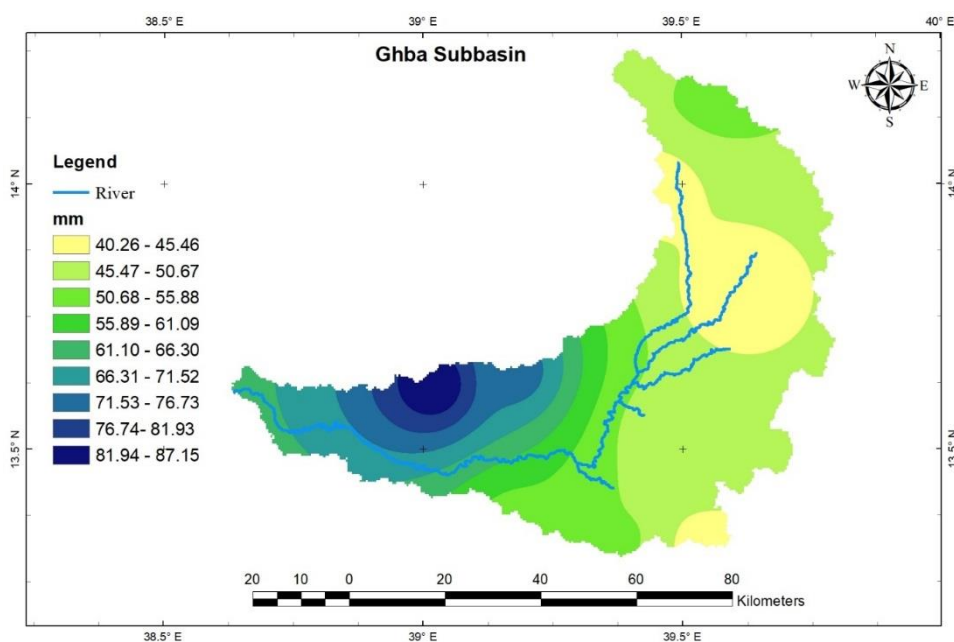 38.5° E 39° E 39.5° E 40° E
Ghba Subbasin
N
W E
S
Legend
River
mm
40.26 - 45.46
45.47 - 50.67
50.68 - 55.88
55.89 - 61.09
61.10 - 66.30
66.31 - 71.52
71.53 - 76.73
76.74- 81.93
81.94 - 87.15
14° N 14° N
13.5° N 13.5° N
20 10 0 20 40 60 80
Kilometers
38.5° E 39° E 39.5° E 40° E